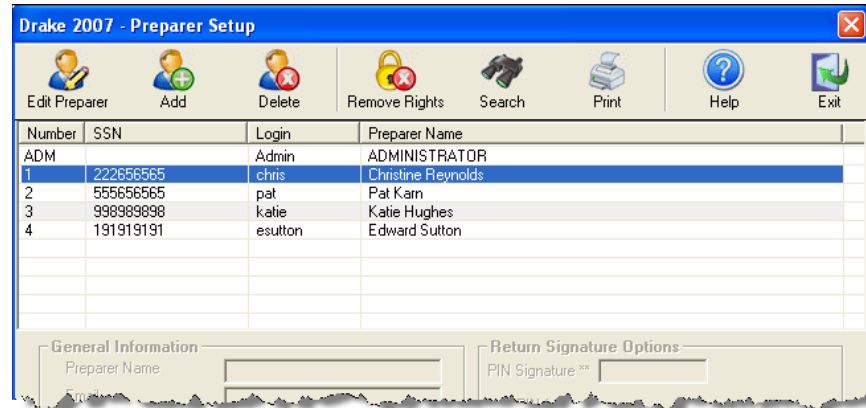 Drake 2007 - Preparer Setup
Edit Preparer Add Delete Remove Rights Search Print Help Exit
Number SSN Login Preparer Name
ADM Admin ADMINISTRATOR
1 222656565 chris Christine Reynolds
2 555656565 pat Pat Karn
3 998989898 katie Katie Hughes
4 191919191 esutton Edward Sutton
General Information Return Signature Options
Preparer Name PIN Signature **